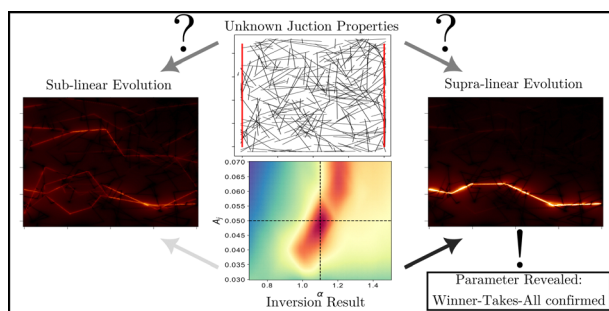 ? Unknown Juction Properties ?
Sub-linear Evolution
Supra-linear Evolution
0.070
0.065
0.060
0.055
A_j 0.050
0.045
0.040
0.035
0.030
1.0 1.2 1.4
α
Inversion Result
!
Parameter Revealed:
Winner-Takes-All confirmed